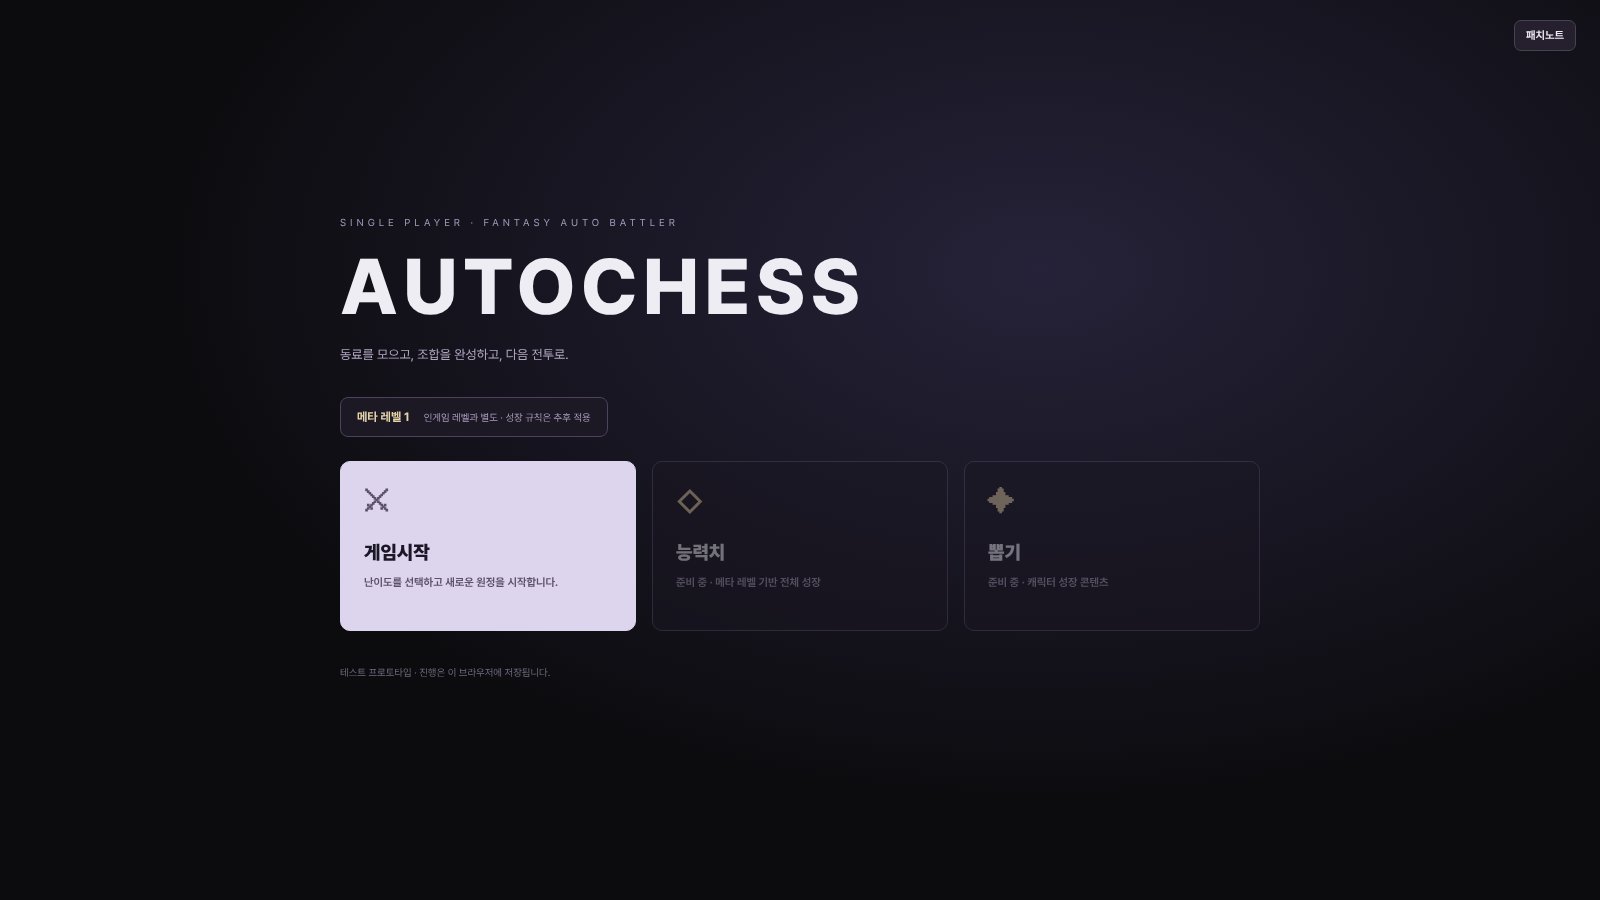 패치노트
SINGLE PLAYER · FANTASY AUTO BATTLER
AUTOCHESS
동료를 모으고, 조합을 완성하고, 다음 전투로.
메타 레벨 1 인게임 레벨과 별도 · 성장 규칙은 추후 적용
게임시작
난이도를 선택하고 새로운 원정을 시작합니다.
능력치
준비 중 · 메타 레벨 기반 전체 성장
뽑기
준비 중 · 캐릭터 성장 콘텐츠
테스트 프로토타입 · 진행은 이 브라우저에 저장됩니다.